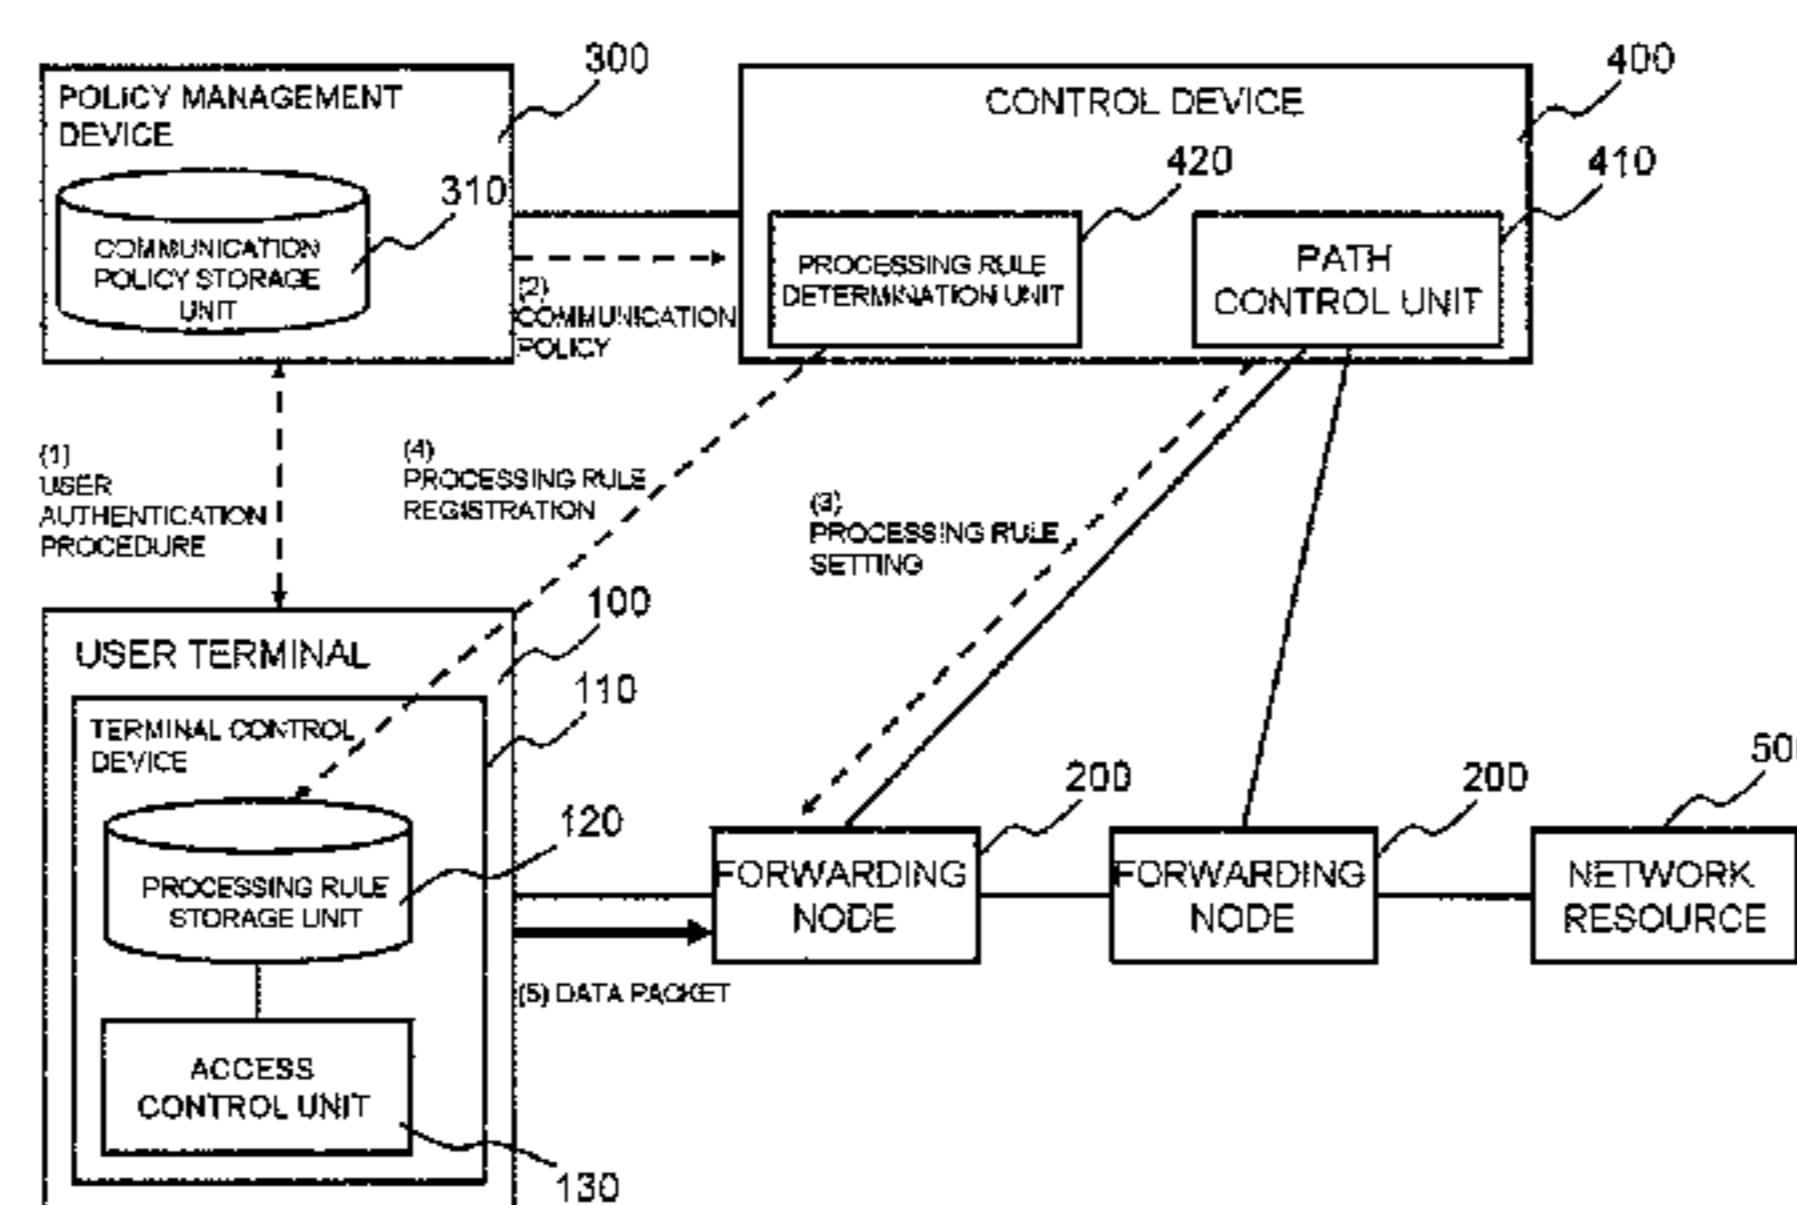 300
POLICY MANAGEMENT
DEVICE
310
COMMUNICATION
POLICY STORAGE
UNIT
(2)
COMMUNICATION
POLICY
400
CONTROL DEVICE
420
410
PROCESSING RULE
DETERMINATION UNIT
PATH
CONTROL UNIT
(1)
USER
AUTHENTICATION
PROCEDURE
(4)
PROCESSING RULE
REGISTRATION
(3)
PROCESSING RULE
SETTING
100
USER TERMINAL
110
TERMINAL CONTROL
DEVICE
120
PROCESSING RULE
STORAGE UNIT
ACCESS
CONTROL UNIT
130
200
FORWARDING
NODE
200
FORWARDING
NODE
NETWORK
RESOURCE
(5) DATA PACKET